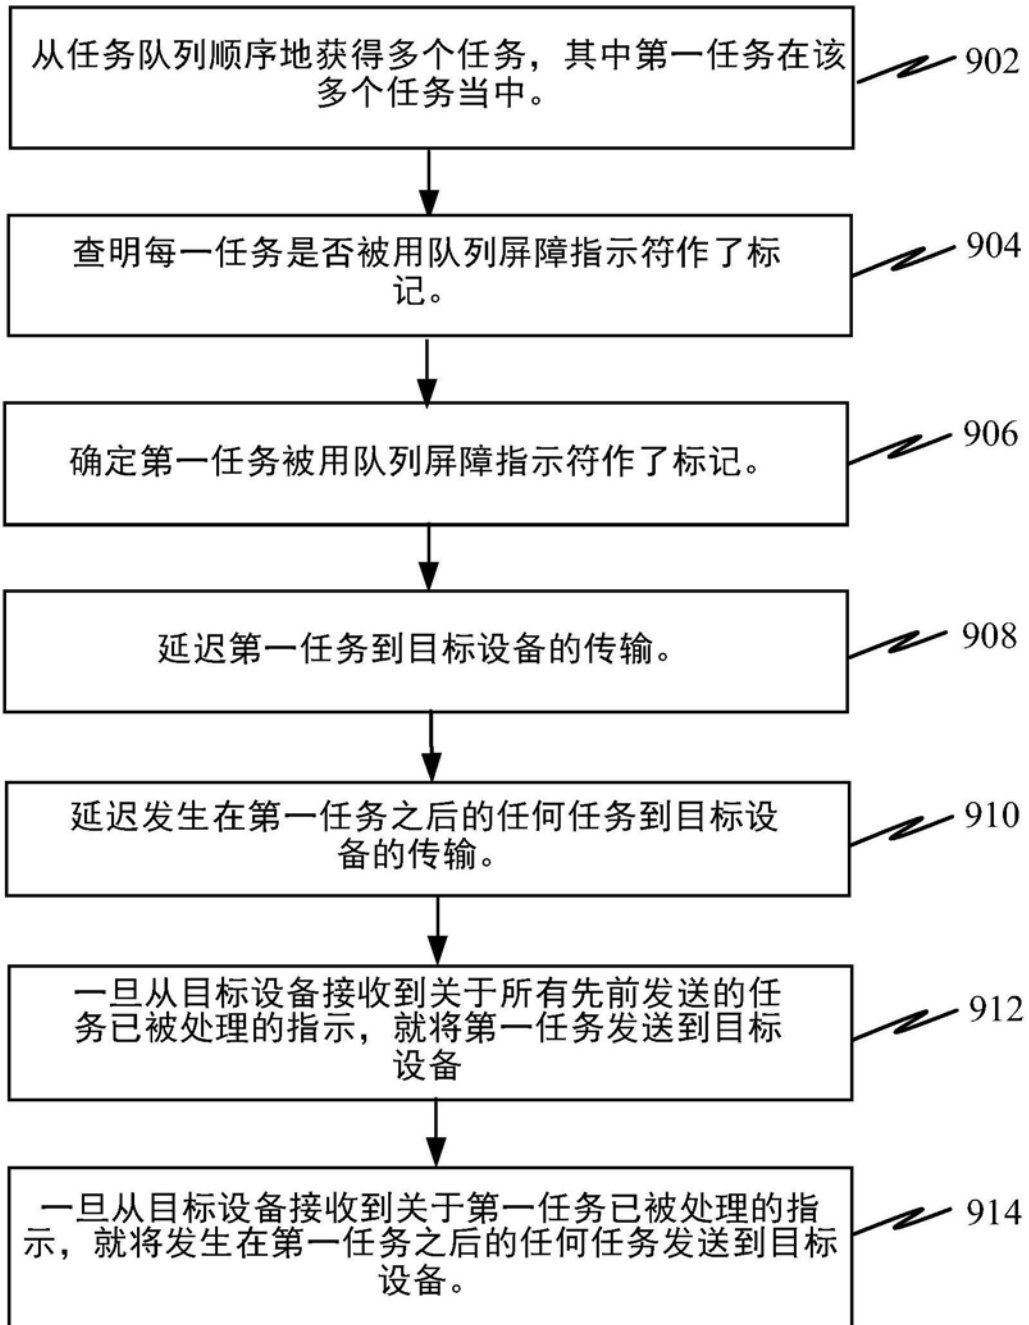 从任务队列顺序地获得多个任务，其中第一任务在该
多个任务当中。
902
查明每一任务是否被用队列屏障指示符作了标
记。
904
确定第一任务被用队列屏障指示符作了标记。
906
延迟第一任务到目标设备的传输。
908
延迟发生在第一任务之后的任何任务到目标设
备的传输。
910
一旦从目标设备接收到关于所有先前发送的任
务已被处理的指示，就将第一任务发送到目标
设备
912
一旦从目标设备接收到关于第一任务已被处理的指
示，就将发生在第一任务之后的任何任务发送到目标
设备。
914